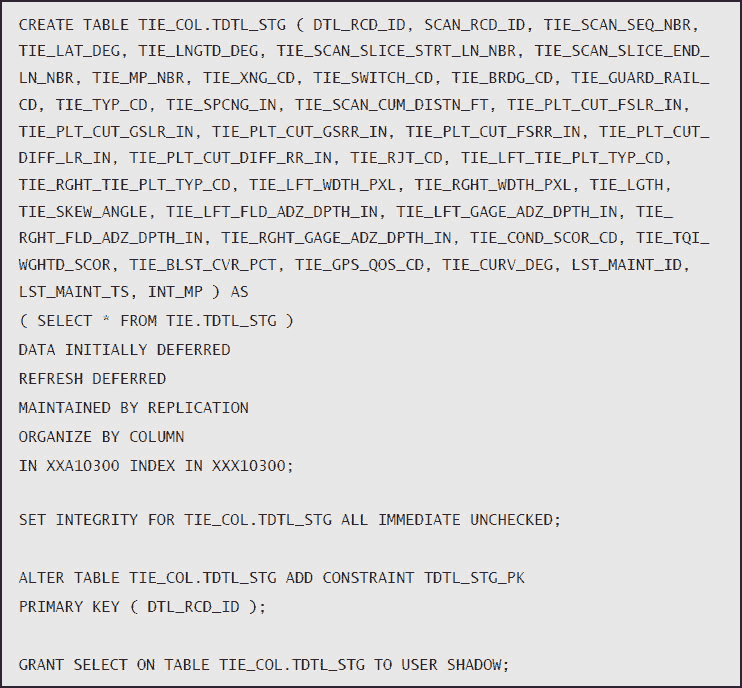 CREATE TABLE TIE_COL.TDTL_STG ( DTL_RCD_ID, SCAN_RCD_ID, TIE_SCAN_SEQ_NBR,
TIE_LAT_DEG, TIE_LNGTD_DEG, TIE_SCAN_SLICE_STRT_LN_NBR, TIE_SCAN_SLICE_END_
LN_NBR, TIE_MP_NBR, TIE_XNG_CD, TIE_SWITCH_CD, TIE_BRDG_CD, TIE_GUARD_RAIL_
CD, TIE_TYP_CD, TIE_SPCNG_IN, TIE_SCAN_CUM_DISTN_FT, TIE_PLT_CUT_FSLR_IN,
TIE_PLT_CUT_GSLR_IN, TIE_PLT_CUT_GSRR_IN, TIE_PLT_CUT_FSRR_IN, TIE_PLT_CUT_
DIFF_LR_IN, TIE_PLT_CUT_DIFF_RR_IN, TIE_RJT_CD, TIE_LFT_TIE_PLT_TYP_CD,
TIE_RGHT_TIE_PLT_TYP_CD, TIE_LFT_WDTH_PXL, TIE_RGHT_WDTH_PXL, TIE_LGTH,
TIE_SKEW_ANGLE, TIE_LFT_FLD_ADZ_DPTH_IN, TIE_LFT_GAGE_ADZ_DPTH_IN, TIE_
RGHT_FLD_ADZ_DPTH_IN, TIE_RGHT_GAGE_ADZ_DPTH_IN, TIE_COND_SCOR_CD, TIE_TQI_
WGHTD_SCOR, TIE_BLST_CVR_PCT, TIE_GPS_QOS_CD, TIE_CURV_DEG, LST_MAINT_ID,
LST_MAINT_TS, INT_MP ) AS
( SELECT * FROM TIE.TDTL_STG )
DATA INITIALLY DEFERRED
REFRESH DEFERRED
MAINTAINED BY REPLICATION
ORGANIZE BY COLUMN
IN XXA10300 INDEX IN XXX10300;
SET INTEGRITY FOR TIE_COL.TDTL_STG ALL IMMEDIATE UNCHECKED;
ALTER TABLE TIE_COL.TDTL_STG ADD CONSTRAINT TDTL_STG_PK
PRIMARY KEY ( DTL_RCD_ID );
GRANT SELECT ON TABLE TIE_COL.TDTL_STG TO USER SHADOW;